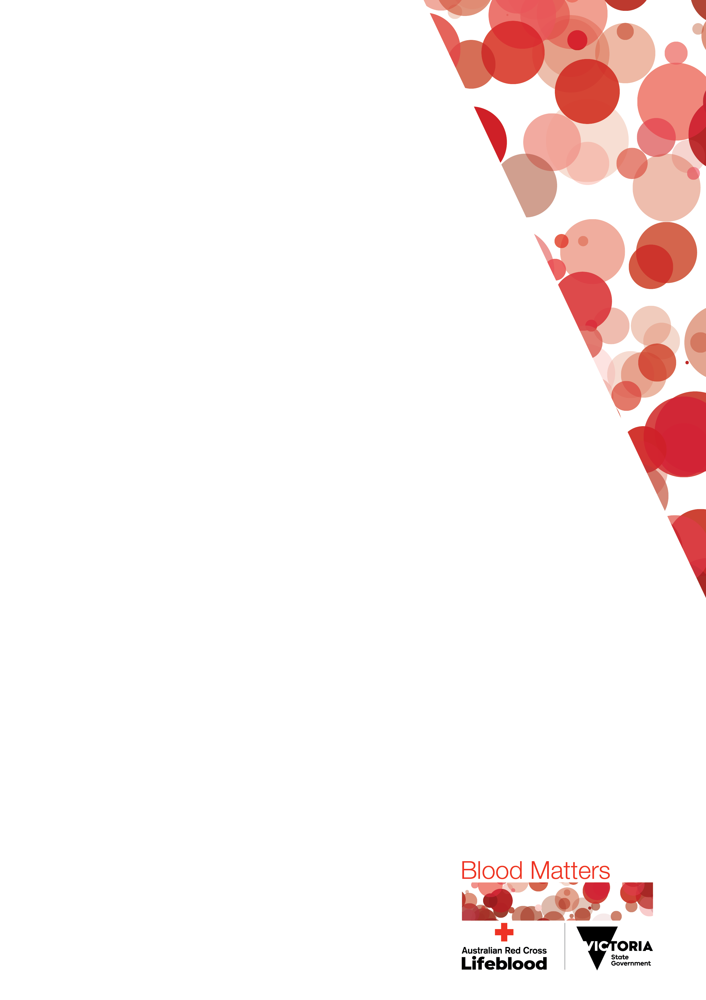 Blood Matters
Australian Red Cross
Lifeblood
VICTORIA
State
Government